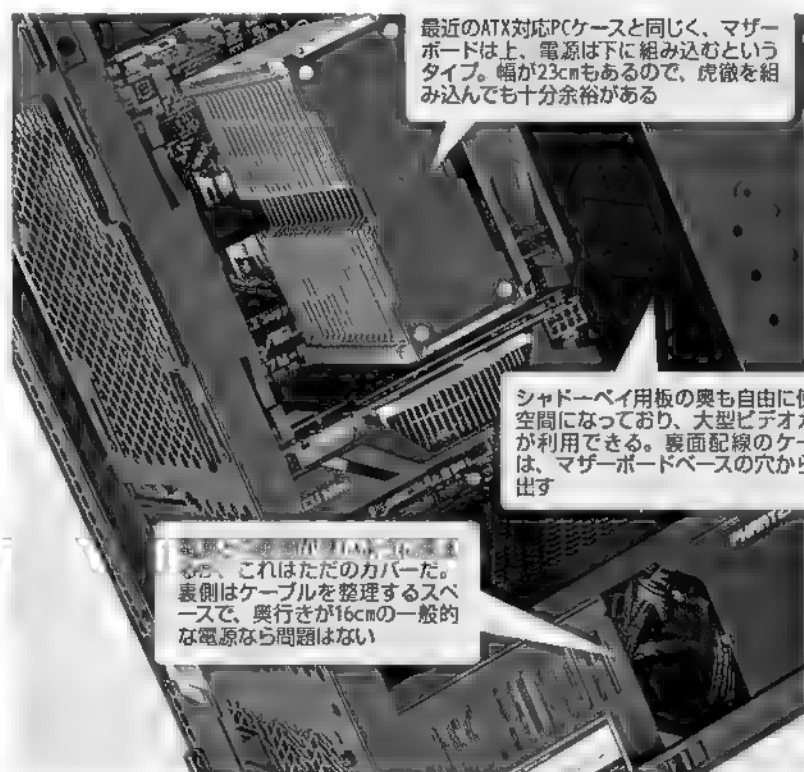 最近のATX対応PCケースと同じく、マザー
ボードは上、電源は下に組み込むという
タイプ。幅が23cmもあるので、虎徹を組
み込んでも十分余裕がある
シャドーベイ用板の奥も自由に使
空間になっており、大型ビデオカ
が利用できる。裏面配線のケー
は、マザーボードベースの穴から
出す
これはただのカバーだ。
裏側はケーブルを整理するスペ
ースで、奥行きが16cmの一般的
な電源なら問題はない